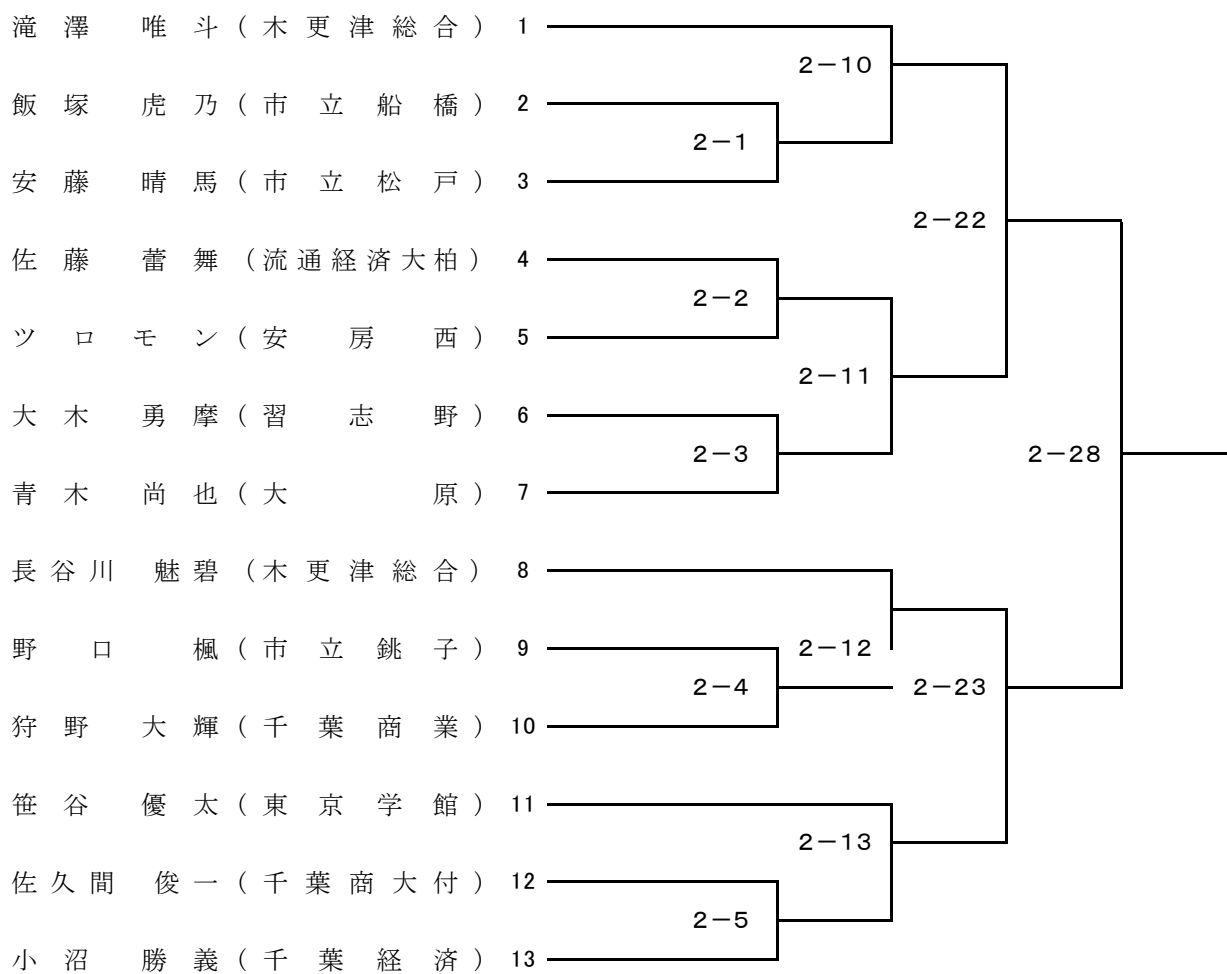 滝澤 唯斗(木更津総合) 1
2－10
飯塚 虎乃(市立船橋) 2
2－1
安藤 晴馬(市立松戸) 3
2－22
佐藤 蕾舞(流通経済大柏) 4
2－2
ツロモン(安房西) 5
2－11
大木 勇摩(習志野) 6
2－3
2－28
青木 尚也(大原) 7
長谷川 魅碧(木更津総合) 8
野口 楓(市立銚子) 9
2－12
2－4
2－23
狩野 大輝(千葉商業) 10
笹谷 優太(東京学館) 11
2－13
佐久間 俊一(千葉商大付) 12
2－5
小沼 勝義(千葉経済) 13